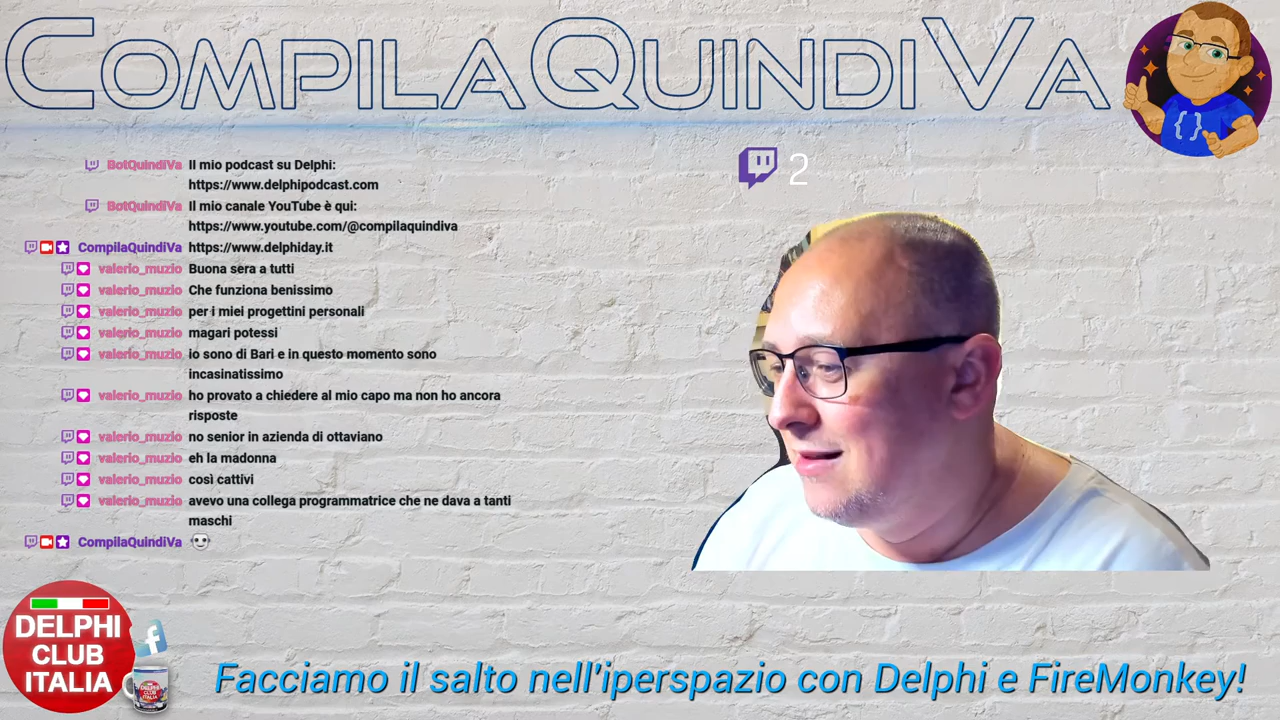 CompilaQuindiVa
{ }
2
BotQuindiVa Il mio podcast su Delphi:
https://www.delphipodcast.com
BotQuindiVa Il mio canale YouTube è qui:
https://www.youtube.com/@compilaquindiva
CompilaQuindiVa https://www.delphiday.it
valerio_muzio Buona sera a tutti
valerio_muzio Che funziona benissimo
valerio_muzio per i miei progettini personali
valerio_muzio magari potessi
valerio_muzio io sono di Bari e in questo momento sono
incasinatissimo
valerio_muzio ho provato a chiedere al mio capo ma non ho ancora
risposte
valerio_muzio no senior in azienda di ottaviano
valerio_muzio eh la madonna
valerio_muzio così cattivi
valerio_muzio avevo una collega programmatrice che ne dava a tanti
maschi
CompilaQuindiVa
DELPHI
CLUB
ITALIA
f
DELPHI
CLUB
ITALIA
Facciamo il salto nell'iperspazio con Delphi e FireMonkey!